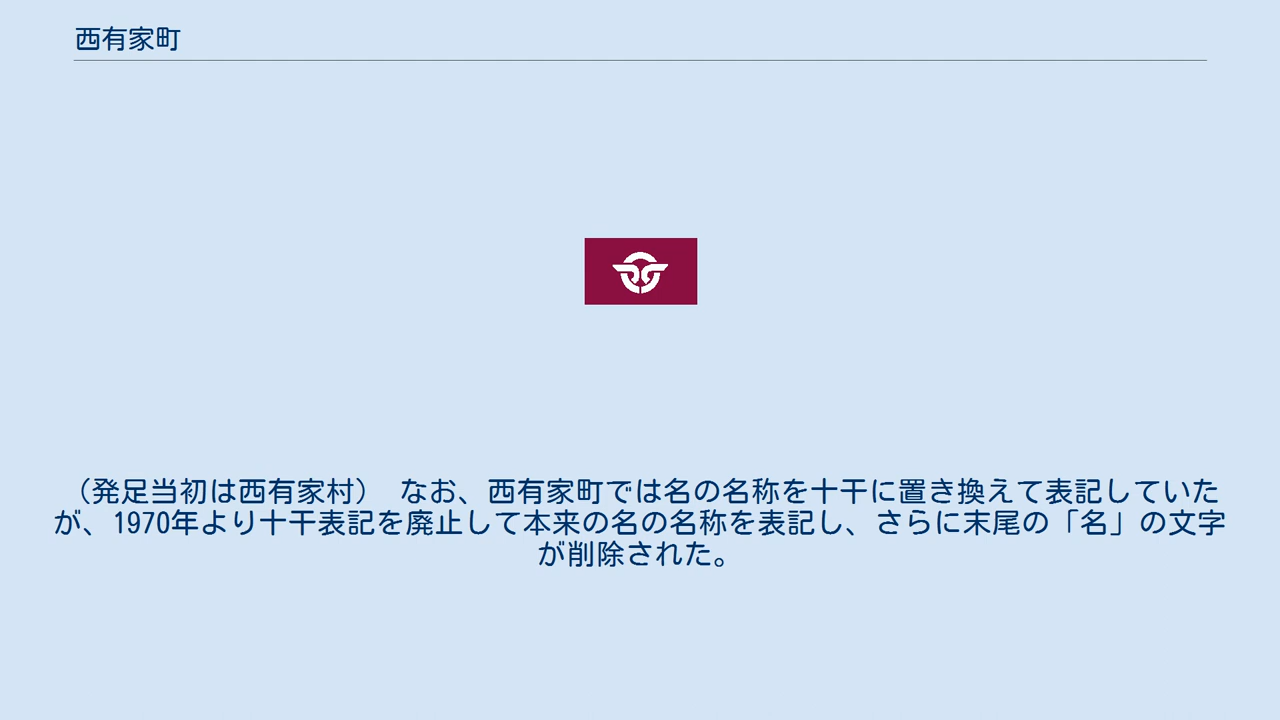 西有家町
（発足当初は西有家村） なお、西有家町では名の名称を十干に置き換えて表記していた
が、1970年より十干表記を廃止して本来の名の名称を表記し、さらに末尾の「名」の文字
が削除された。